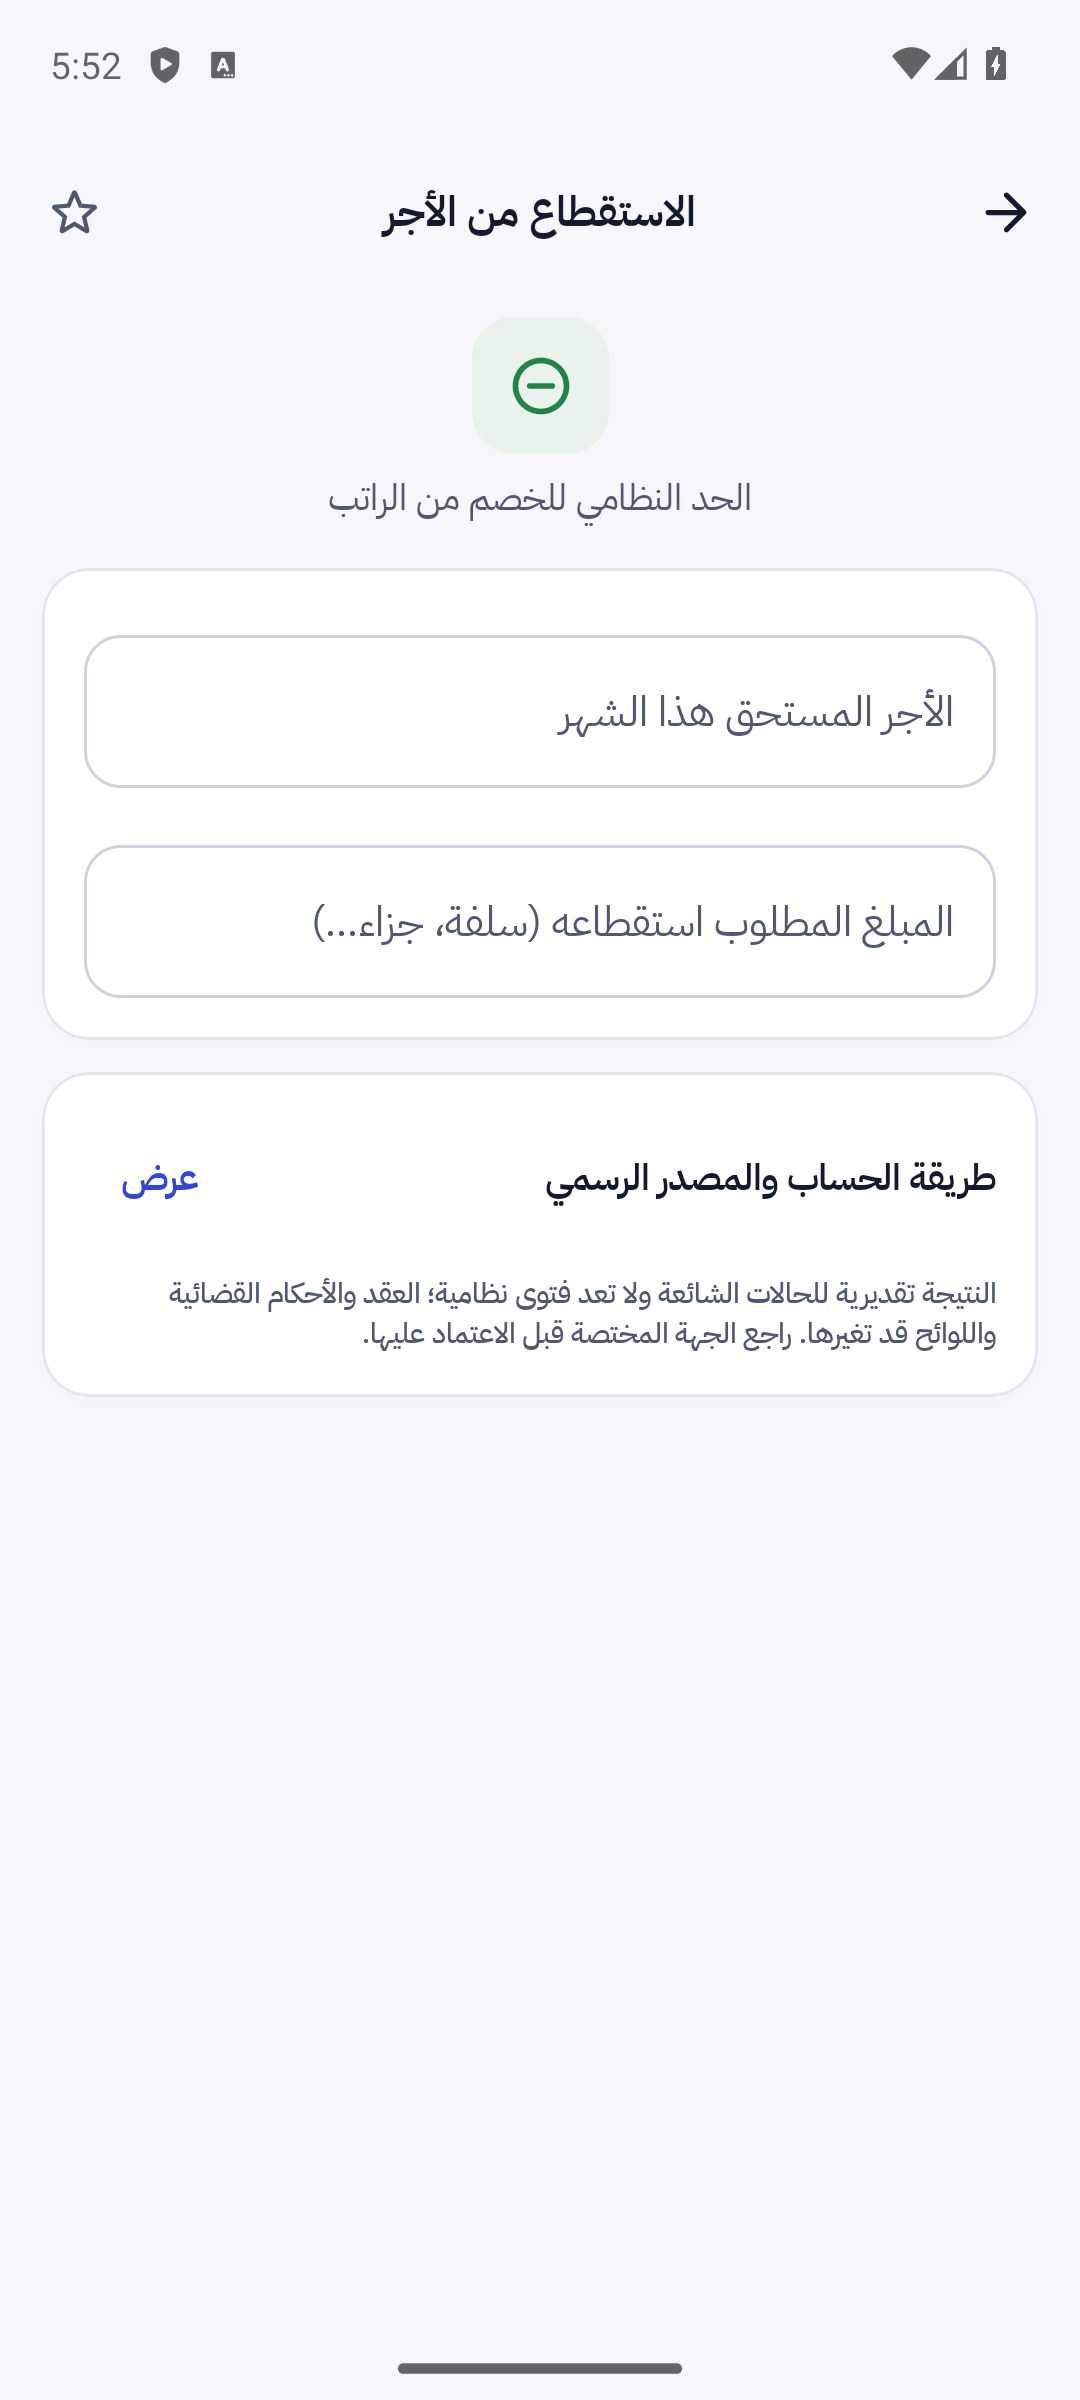 5:52
الاستقطاع من الأجر
الحد النظامي للخصم من الراتب
الأجر المستحق هذا الشهر
المبلغ المطلوب استقطاعه (سلفة، جزاء...)
طريقة الحساب والمصدر الرسمي
عرض
النتيجة تقديرية للحالات الشائعة ولا تعد فتوى نظامية؛ العقد والأحكام القضائية
واللوائح قد تغيرها. راجع الجهة المختصة قبل الاعتماد عليها.